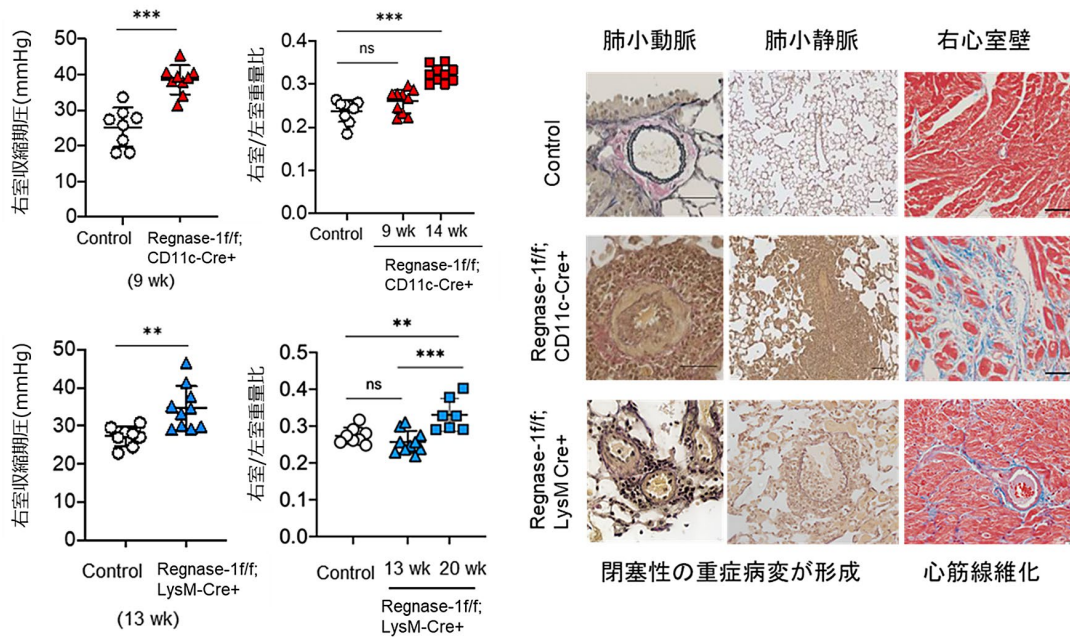 ***
右室収縮期圧(mmHg)
50
40
30
20
10
0
Control
Regnase-1f/f;
CD11c-Cre+
(9 wk)
***
ns
右室/左室重量比
0.4
0.3
0.2
0.1
0.0
Control
9 wk 14 wk
Regnase-1f/f;
CD11c-Cre+
**
右室収縮期圧(mmHg)
50
40
30
20
10
0
Control
Regnase-1f/f;
LysM-Cre+
(13 wk)
**
***
ns
右室/左室重量比
0.5
0.4
0.3
0.2
0.1
0.0
Control
13 wk 20 wk
Regnase-1f/f;
LysM-Cre+
肺小動脈 肺小静脈 右心室壁
Control
Regnase-1f/f;
CD11c-Cre+
Regnase-1f/f;
LysM Cre+
閉塞性の重症病変が形成 心筋線維化